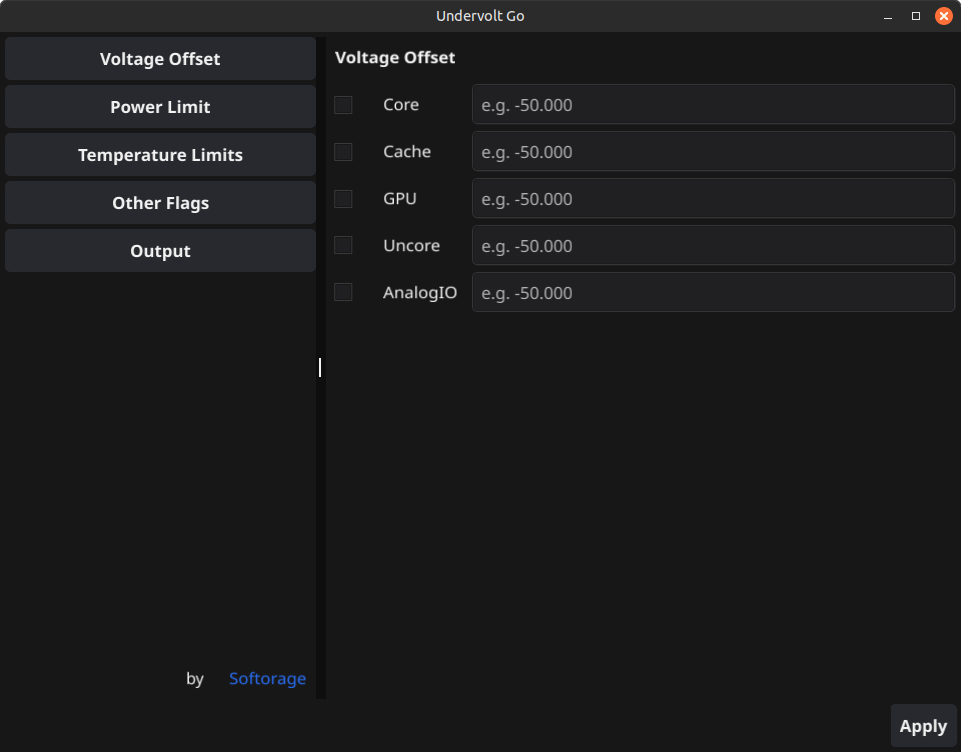 Undervolt Go
Voltage Offset
Power Limit
Temperature Limits
Other Flags
Output
by Softorage
Voltage Offset
Core e.g. -50.000
Cache e.g. -50.000
GPU e.g. -50.000
Uncore e.g. -50.000
AnalogIO e.g. -50.000
Apply